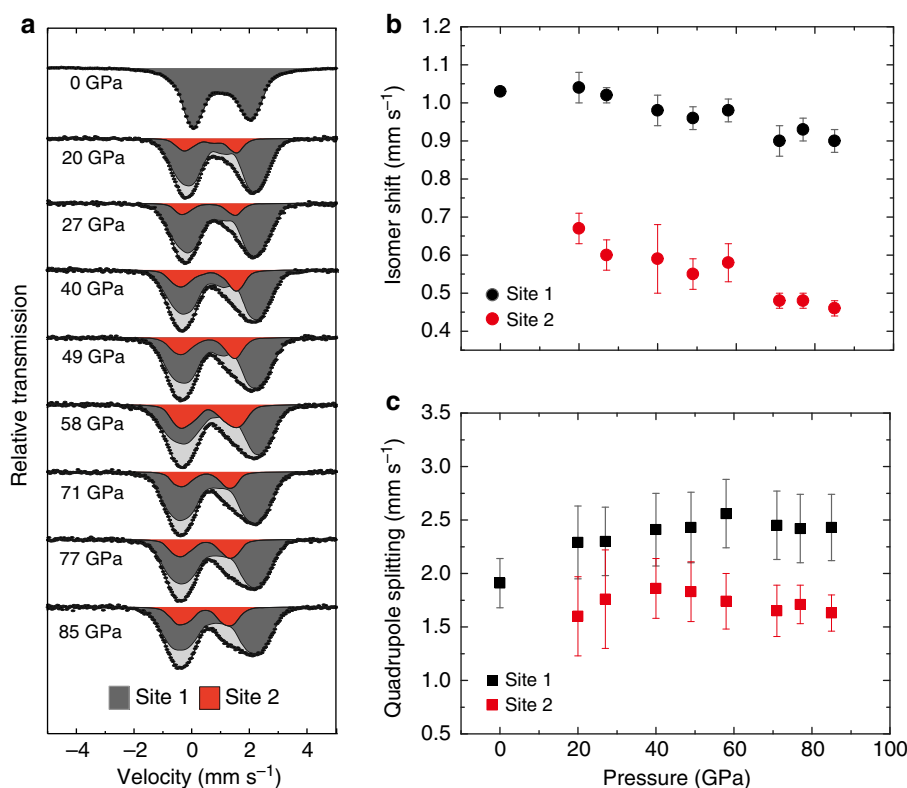 a
Relative transmission
0 GPa
20 GPa
27 GPa
40 GPa
49 GPa
58 GPa
71 GPa
77 GPa
85 GPa
Site 1 Site 2
−4 −2 0 2 4
Velocity (mm s⁻¹)
b
Isomer shift (mm s⁻¹)
1.2
1.1
1.0
0.9
0.8
0.7
0.6
0.5
0.4
Site 1
Site 2
c
Quadrupole splitting (mm s⁻¹)
3.5
3.0
2.5
2.0
1.5
1.0
0.5
Site 1
Site 2
0 20 40 60 80 100
Pressure (GPa)